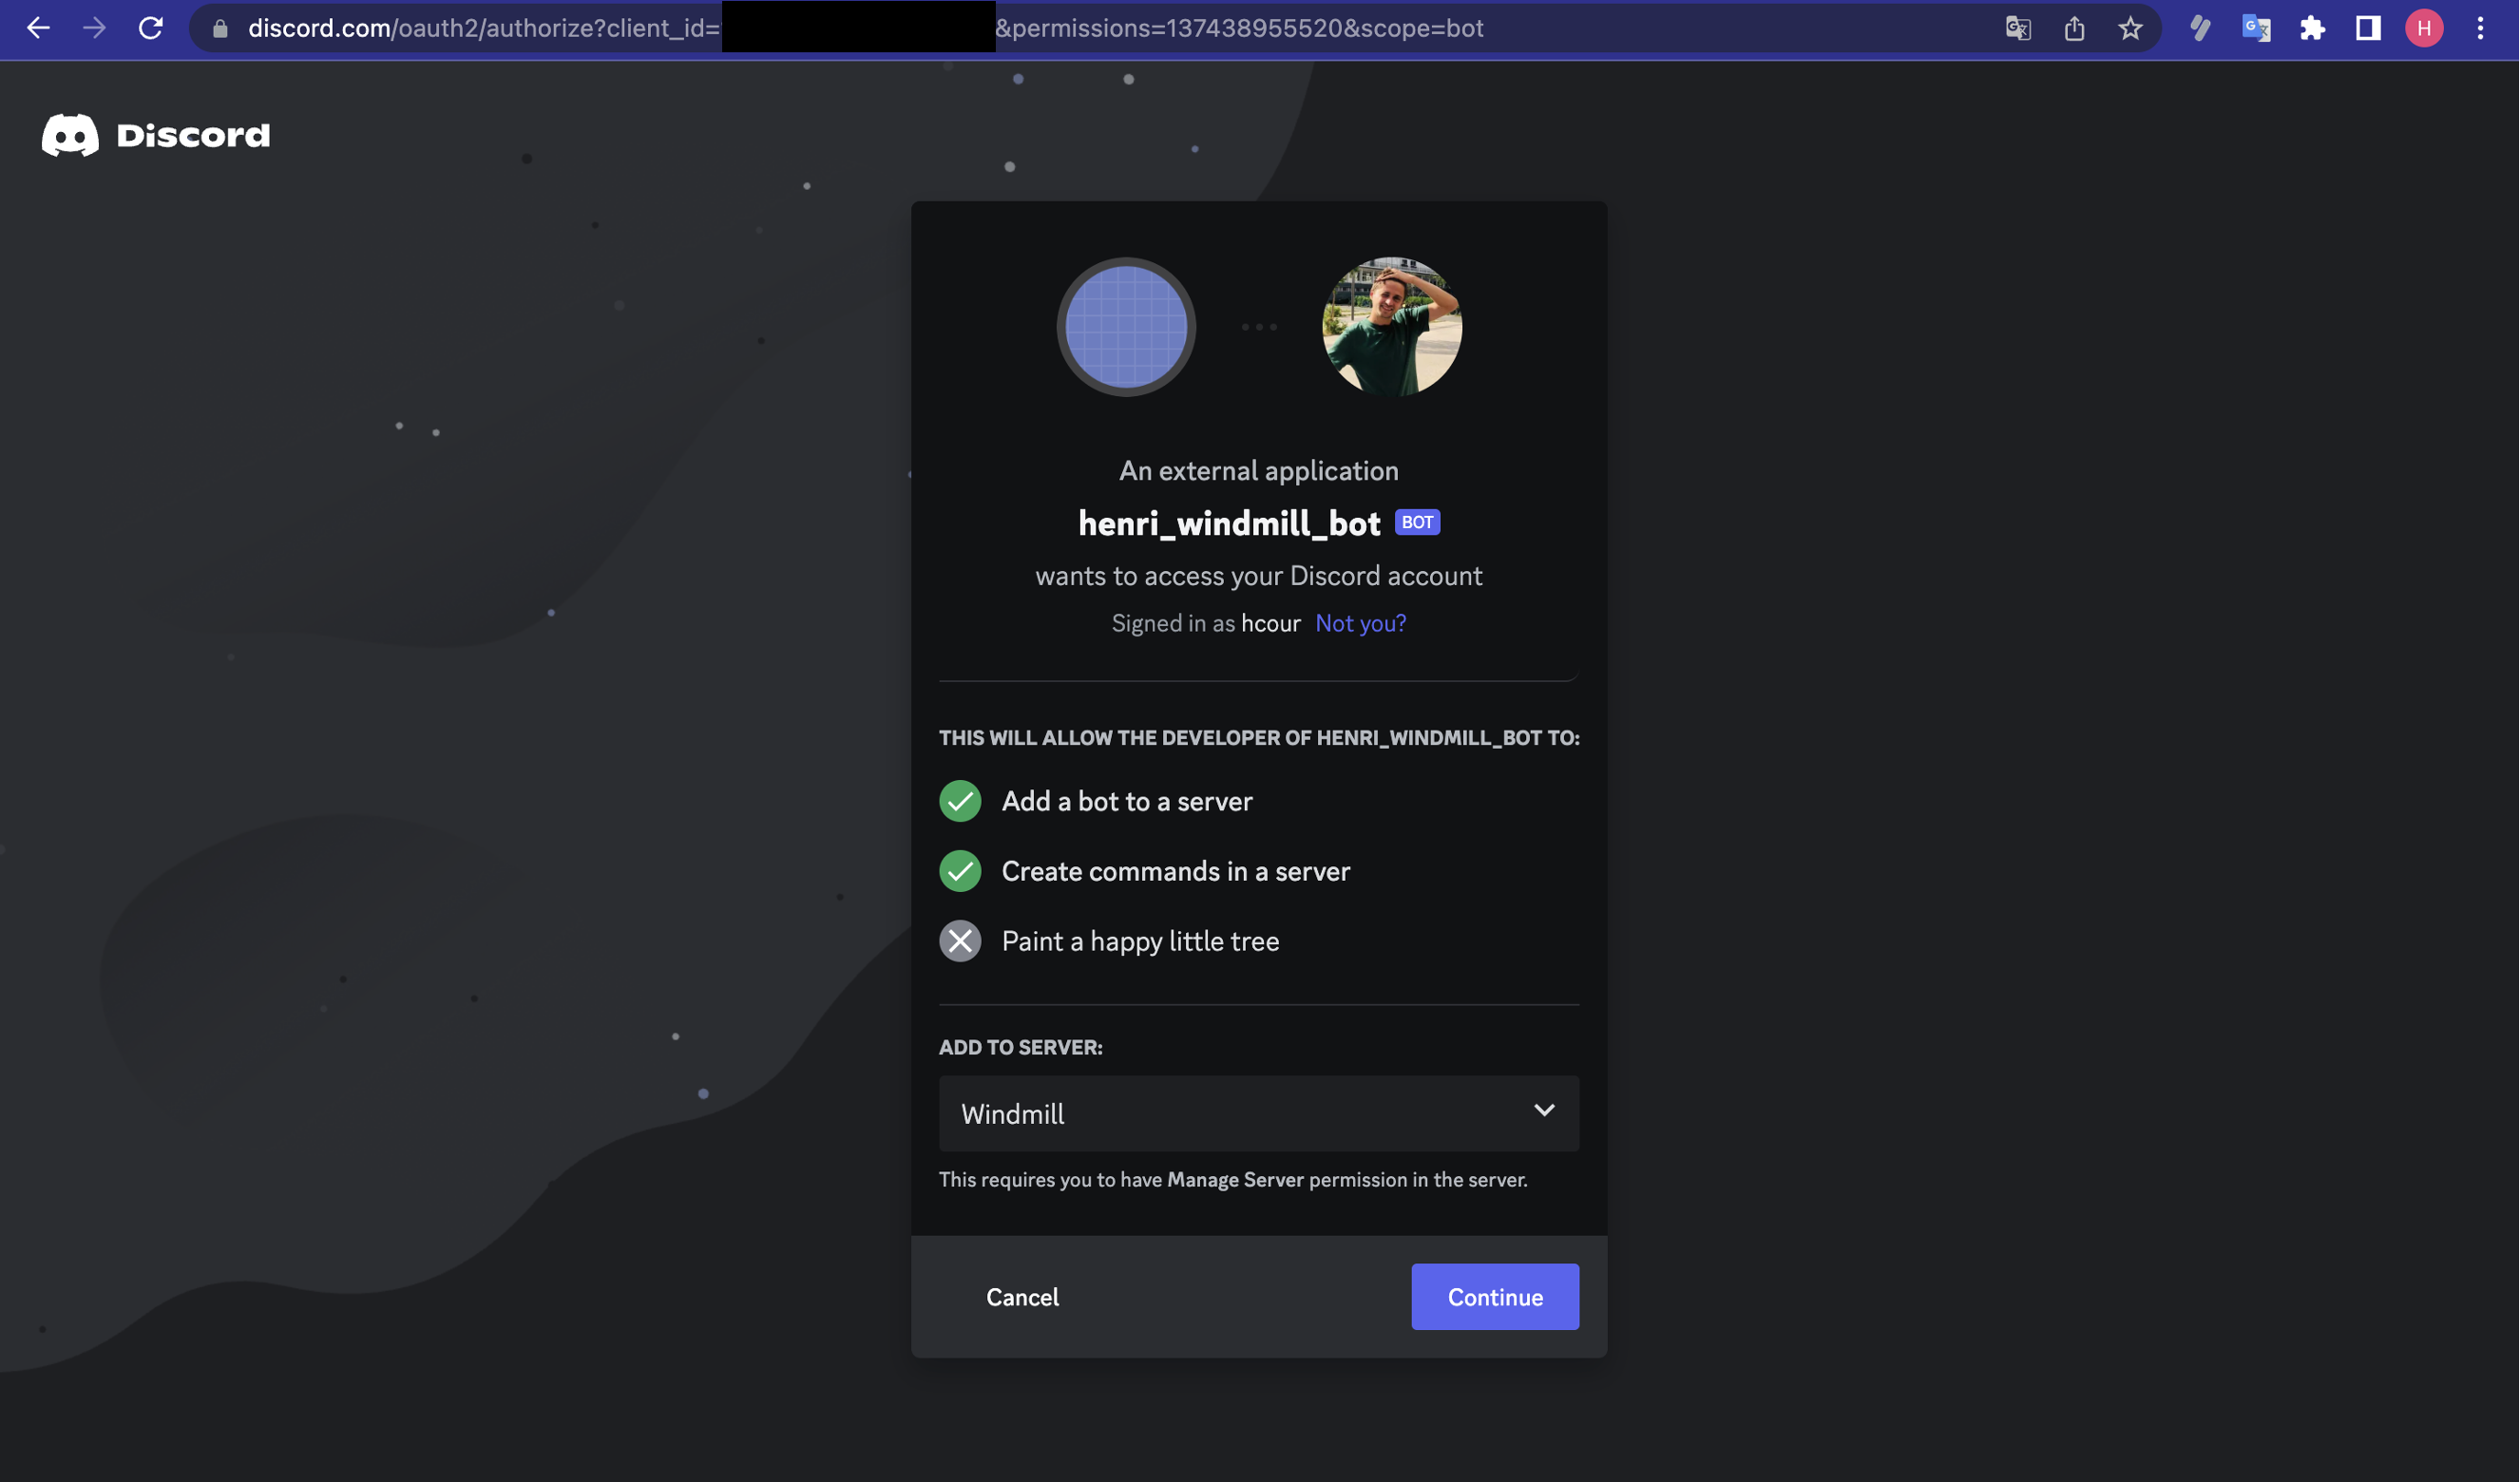 discord.com/oauth2/authorize?client_id= &permissions=137438955520&scope=bot
H
Discord
An external application
henri_windmill_bot BOT
wants to access your Discord account
Signed in as hcour Not you?
THIS WILL ALLOW THE DEVELOPER OF HENRI_WINDMILL_BOT TO:
Add a bot to a server
Create commands in a server
Paint a happy little tree
ADD TO SERVER:
Windmill
This requires you to have Manage Server permission in the server.
Cancel
Continue